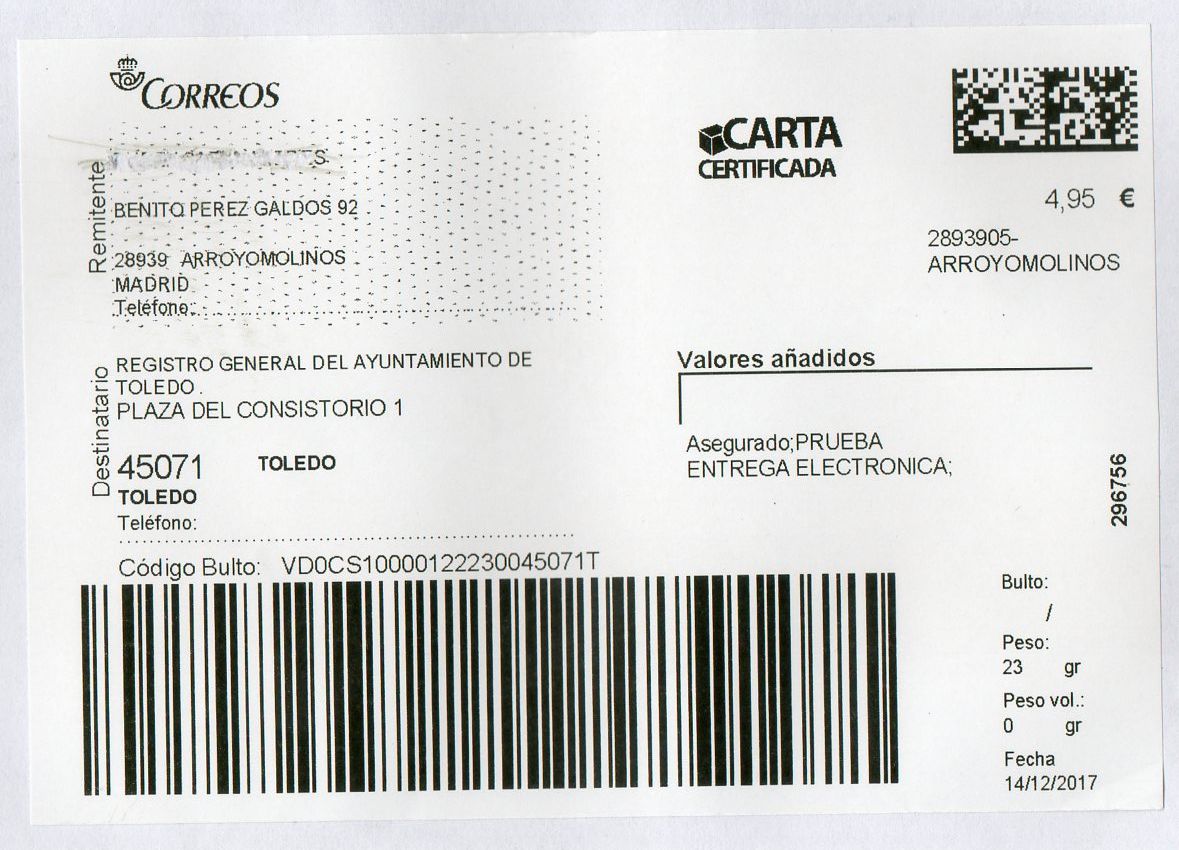 CORREOS
Remitente
BENITO PEREZ GALDOS 92
28939 ARROYOMOLINOS
MADRID
Teléfono:
CARTA
CERTIFICADA
4,95 €
2893905-
ARROYOMOLINOS
Destinatario
REGISTRO GENERAL DEL AYUNTAMIENTO DE
TOLEDO .
PLAZA DEL CONSISTORIO 1
45071 TOLEDO
TOLEDO
Teléfono:
Valores añadidos
Asegurado;PRUEBA
ENTREGA ELECTRONICA;
296756
Código Bulto: VD0CS10000122230045071T
Bulto:
/
Peso:
23 gr
Peso vol.:
0 gr
Fecha
14/12/2017